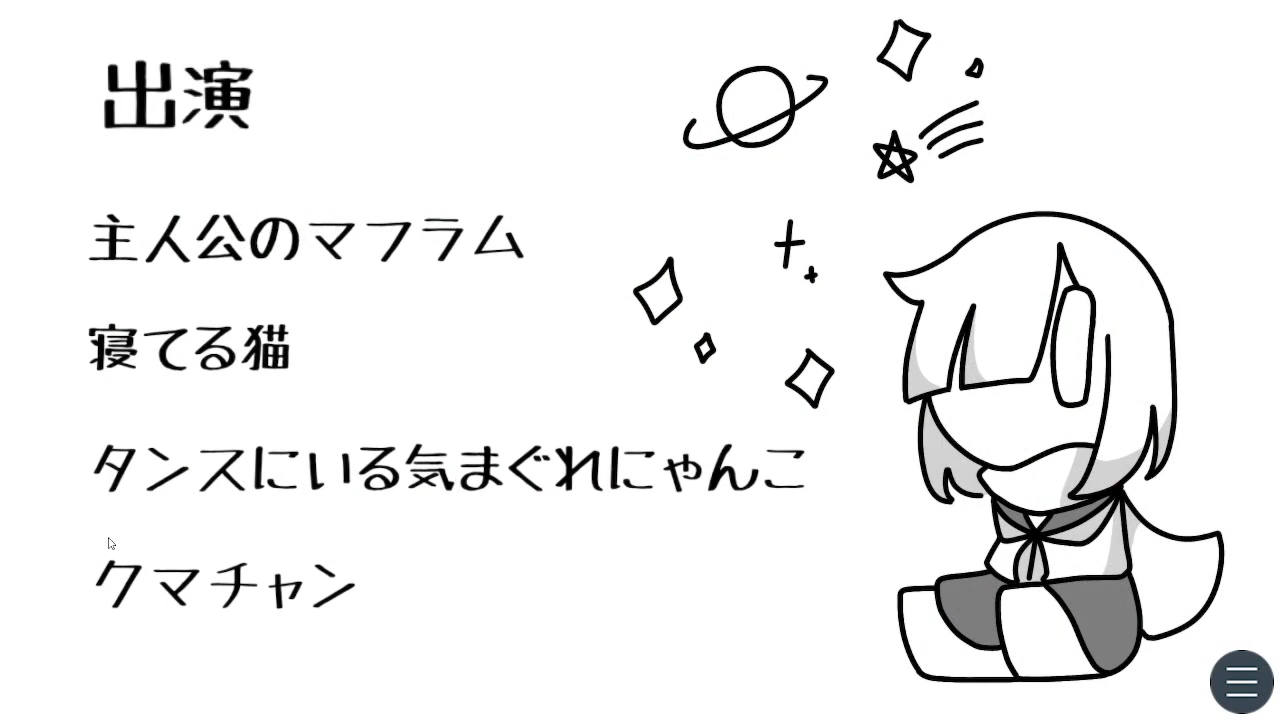 出演
主人公のマフラム
寝てる猫
タンスにいる気まぐれにゃんこ
クマチャン